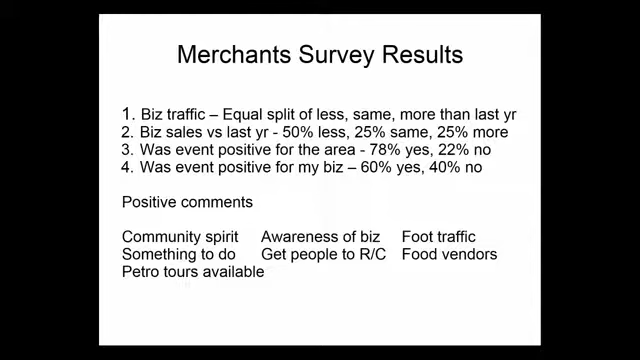 Merchants Survey Results
1. Biz traffic – Equal split of less, same, more than last yr
2. Biz sales vs last yr - 50% less, 25% same, 25% more
3. Was event positive for the area - 78% yes, 22% no
4. Was event positive for my biz – 60% yes, 40% no
Positive comments
Community spirit Awareness of biz Foot traffic
Something to do Get people to R/C Food vendors
Petro tours available